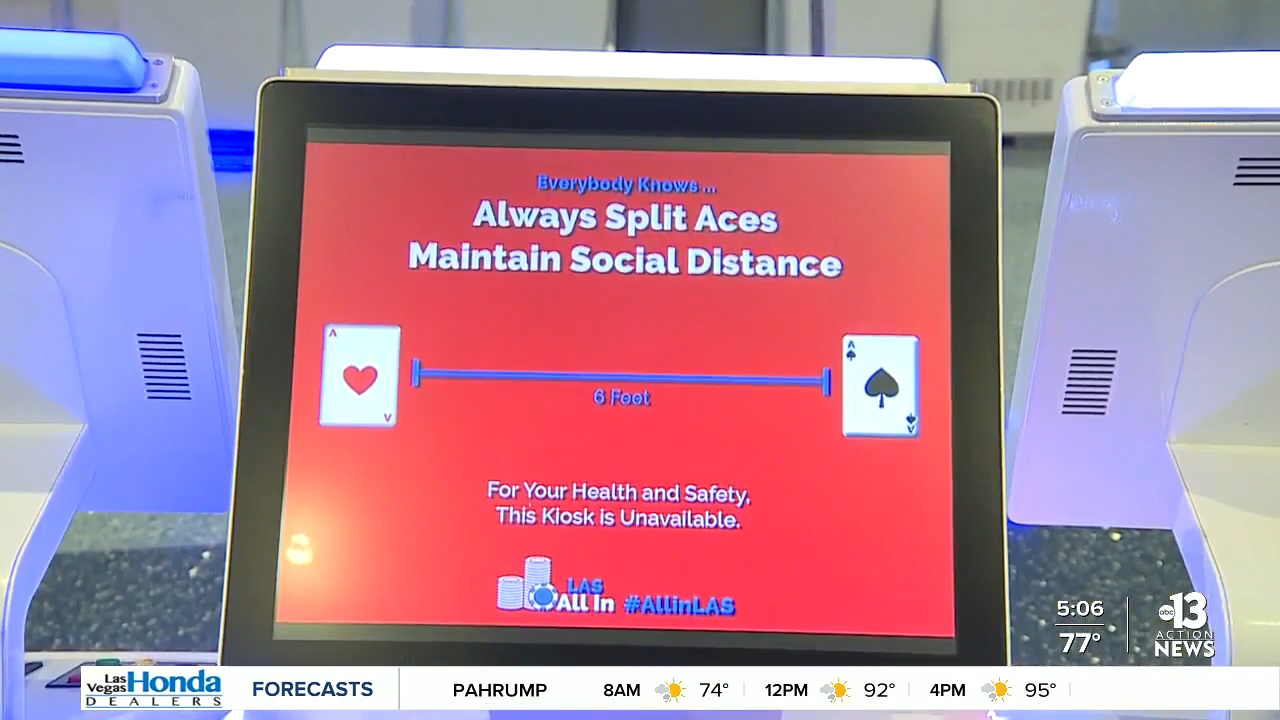 Everybody Knows ...
Always Split Aces
Maintain Social Distance
A
A
A
A
6 Feet
For Your Health and Safety,
This Kiosk is Unavailable.
LAS
All In #AllinLAS
5:06
77°
abc 13
ACTION
NEWS
Las Vegas Honda
DEALERS
FORECASTS
PAHRUMP 8AM 74° 12PM 92° 4PM 95°